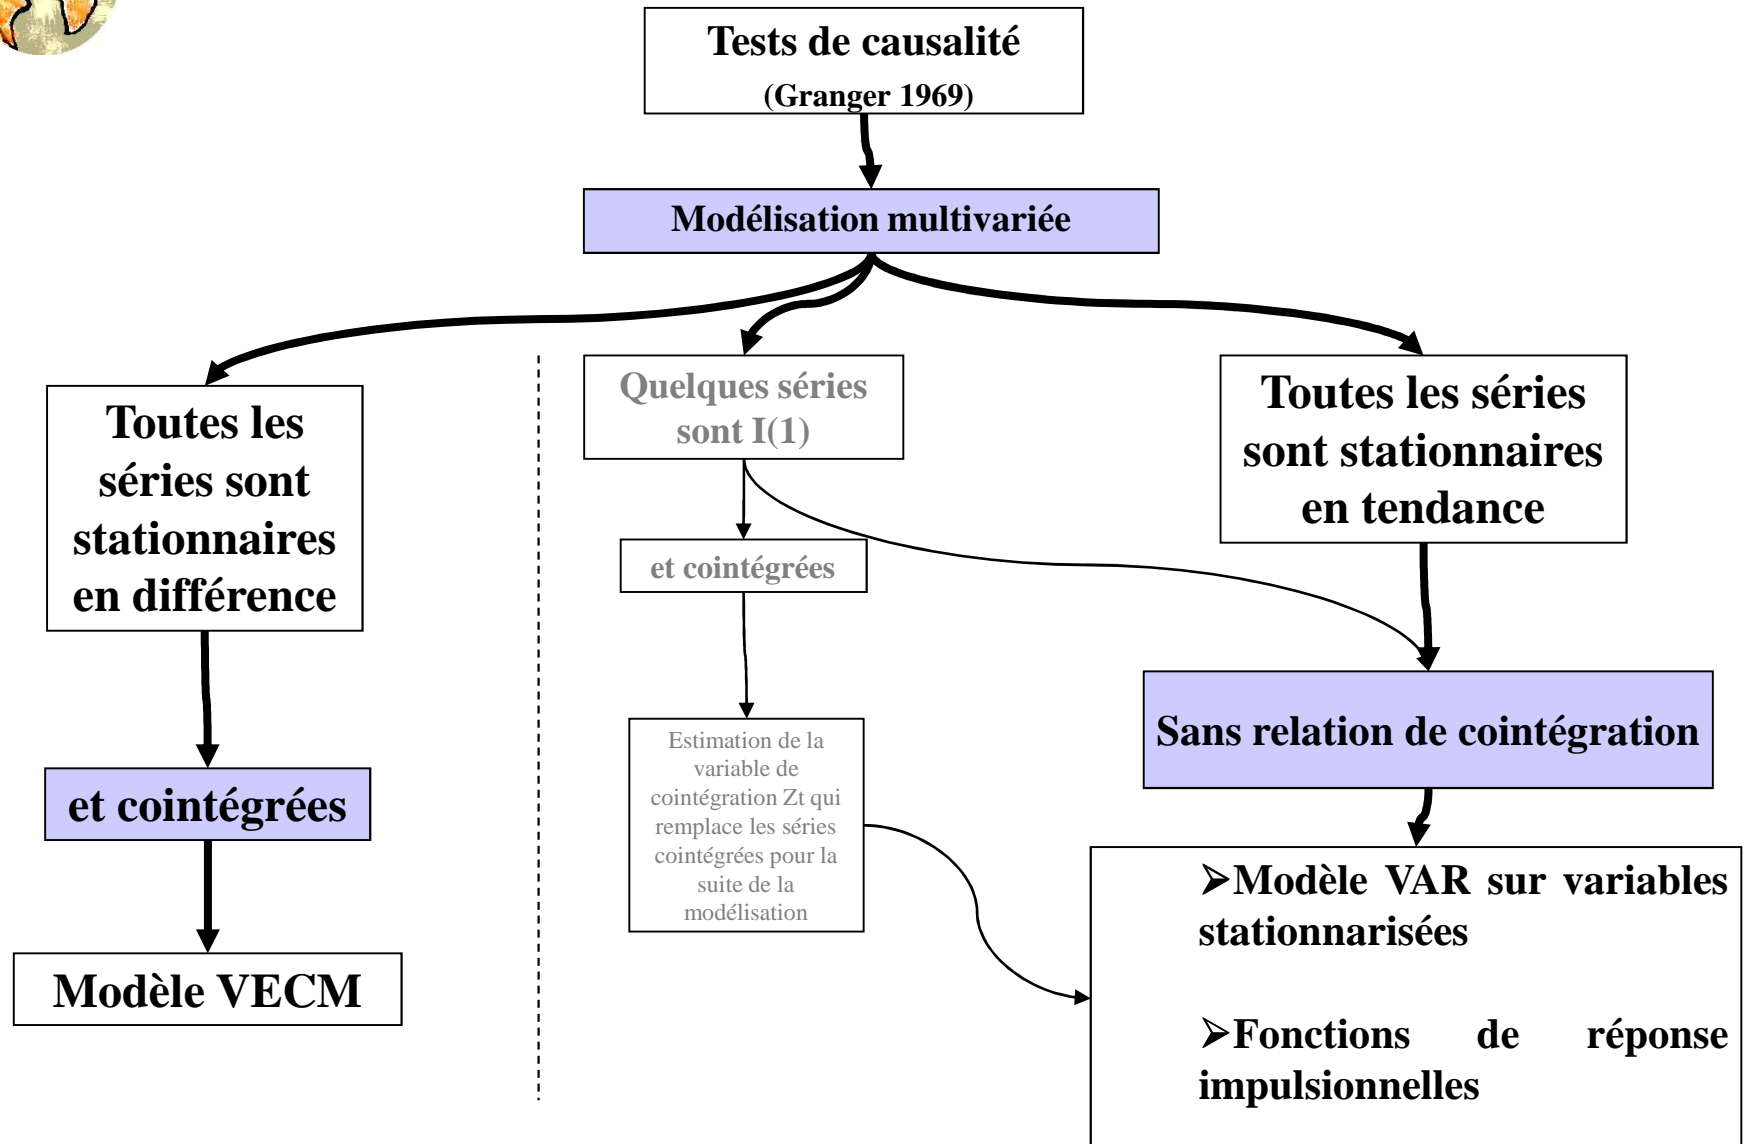 Tests de causalité
(Granger 1969)
Modélisation multivariée
Toutes les
séries sont
stationnaires
en différence
et cointégrées
Modèle VECM
Quelques séries
sont I(1)
et cointégrées
Estimation de la
variable de
cointégration Zt qui
remplace les séries
cointégrées pour la
suite de la
modélisation
Toutes les séries
sont stationnaires
en tendance
Sans relation de cointégration
➢Modèle VAR sur variables
stationnarisées
➢Fonctions de réponse
impulsionnelles